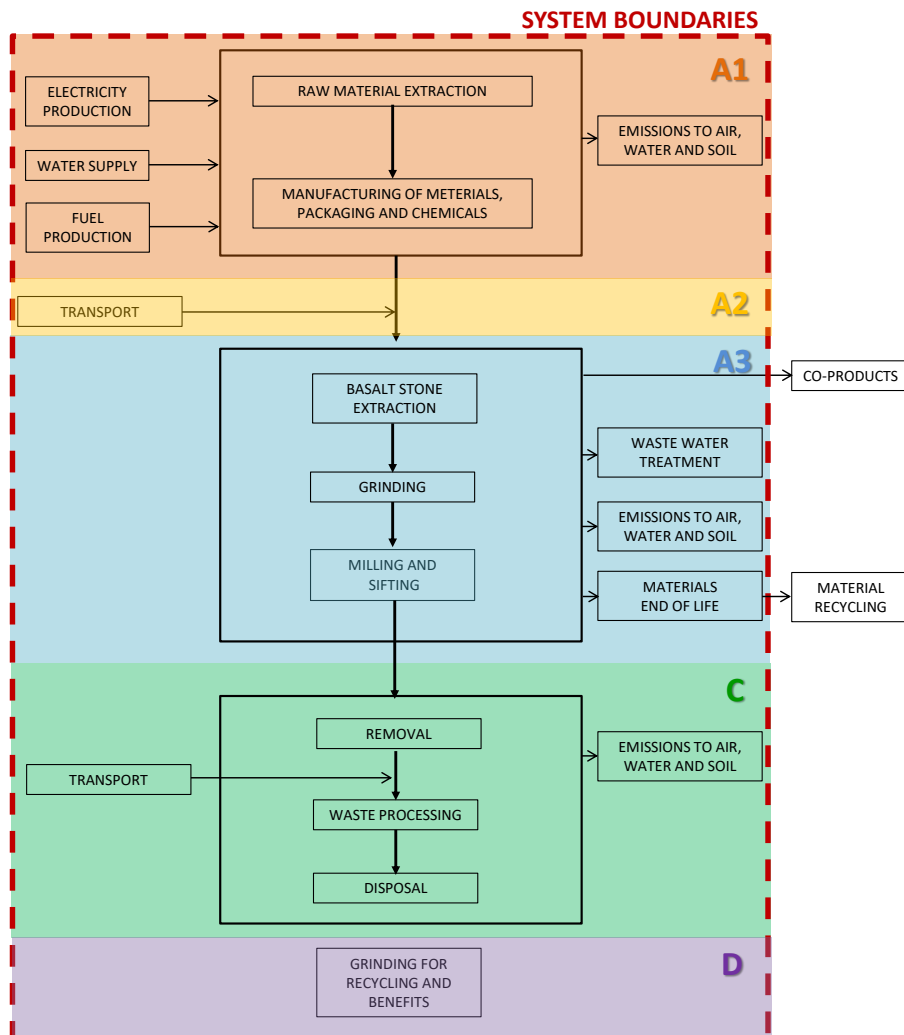 SYSTEM BOUNDARIES
A1
ELECTRICITY
PRODUCTION
RAW MATERIAL EXTRACTION
EMISSIONS TO AIR,
WATER AND SOIL
WATER SUPPLY
MANUFACTURING OF METERIALS,
PACKAGING AND CHEMICALS
FUEL
PRODUCTION
A2
TRANSPORT
A3
CO-PRODUCTS
BASALT STONE
EXTRACTION
WASTE WATER
TREATMENT
GRINDING
EMISSIONS TO AIR,
WATER AND SOIL
MILLING AND
SIFTING
MATERIALS
END OF LIFE
MATERIAL
RECYCLING
C
REMOVAL
EMISSIONS TO AIR,
WATER AND SOIL
TRANSPORT
WASTE PROCESSING
DISPOSAL
D
GRINDING FOR
RECYCLING AND
BENEFITS